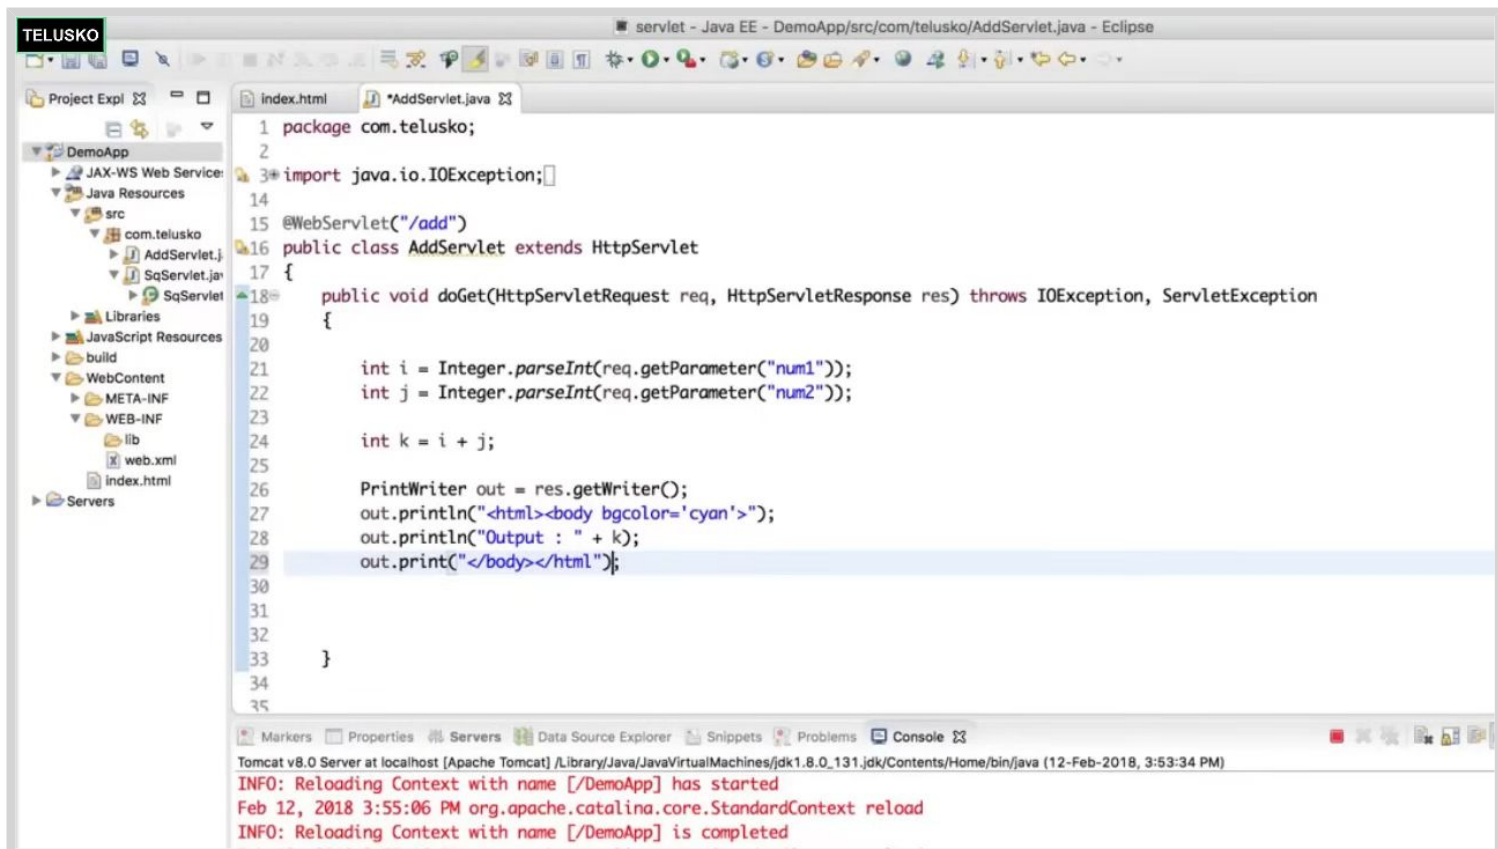 TELUSKO
servlet - Java EE - DemoApp/src/com/telusko/AddServlet.java - Eclipse
Project Expl
index.html
*AddServlet.java
DemoApp
JAX-WS Web Service
Java Resources
src
com.telusko
AddServlet.j
SqServlet.jav
SqServlet
Libraries
JavaScript Resources
build
WebContent
META-INF
WEB-INF
lib
web.xml
index.html
Servers
1 package com.telusko;
2
3 import java.io.IOException;
14
15 @WebServlet("/add")
16 public class AddServlet extends HttpServlet
17 {
18 public void doGet(HttpServletRequest req, HttpServletResponse res) throws IOException, ServletException
19 {
20
21 int i = Integer.parseInt(req.getParameter("num1"));
22 int j = Integer.parseInt(req.getParameter("num2"));
23
24 int k = i + j;
25
26 PrintWriter out = res.getWriter();
27 out.println("<html><body bgcolor='cyan'>");
28 out.println("Output : " + k);
29 out.print("</body></html");
30
31
32
33 }
34
35
Markers Properties Servers Data Source Explorer Snippets Problems Console
Tomcat v8.0 Server at localhost [Apache Tomcat] /Library/Java/JavaVirtualMachines/jdk1.8.0_131.jdk/Contents/Home/bin/java (12-Feb-2018, 3:53:34 PM)
INFO: Reloading Context with name [/DemoApp] has started
Feb 12, 2018 3:55:06 PM org.apache.catalina.core.StandardContext reload
INFO: Reloading Context with name [/DemoApp] is completed